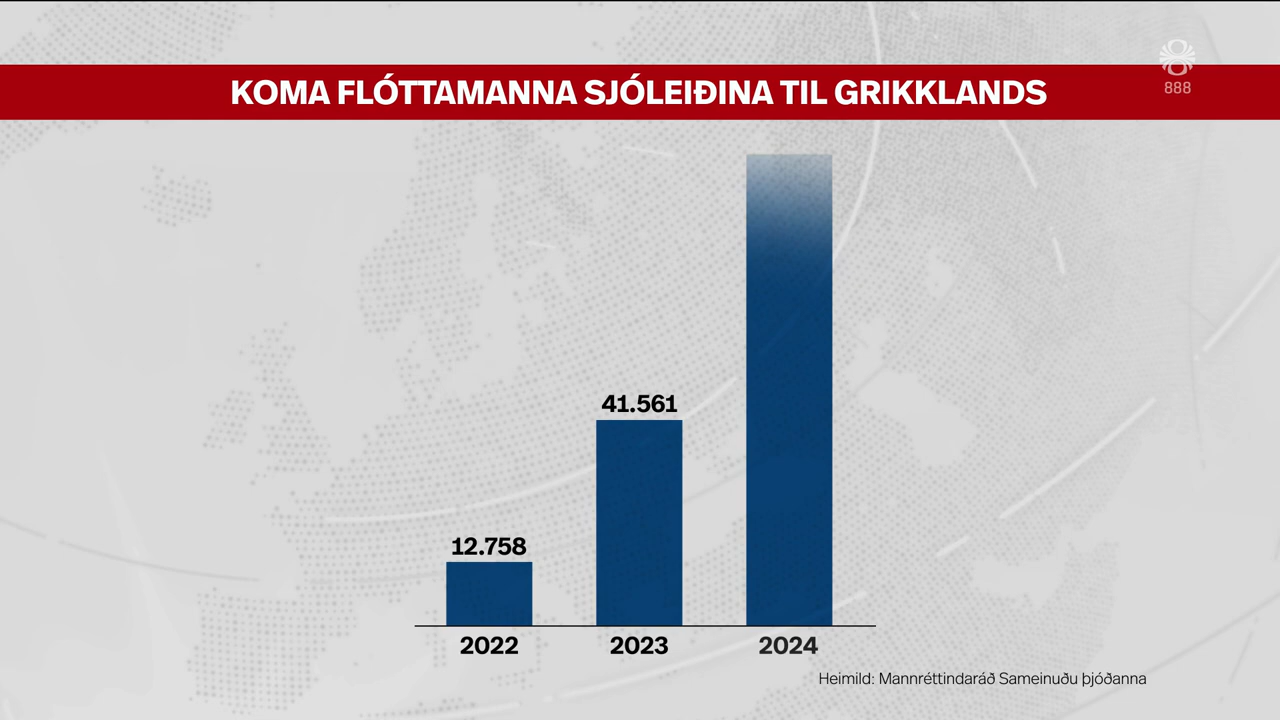 KOMA FLÓTTAMANNA SJÓLEIÐINA TIL GRIKKLANDS
888
41.561
12.758
2022 2023 2024
Heimild: Mannréttindaráð Sameinuðu þjóðanna